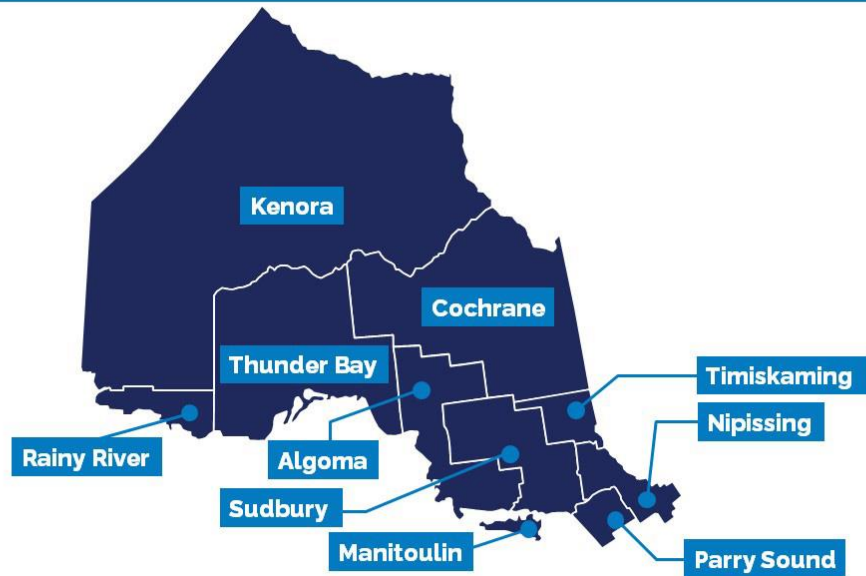 Kenora
Cochrane
Thunder Bay
Timiskaming
Nipissing
Rainy River
Algoma
Sudbury
Manitoulin
Parry Sound